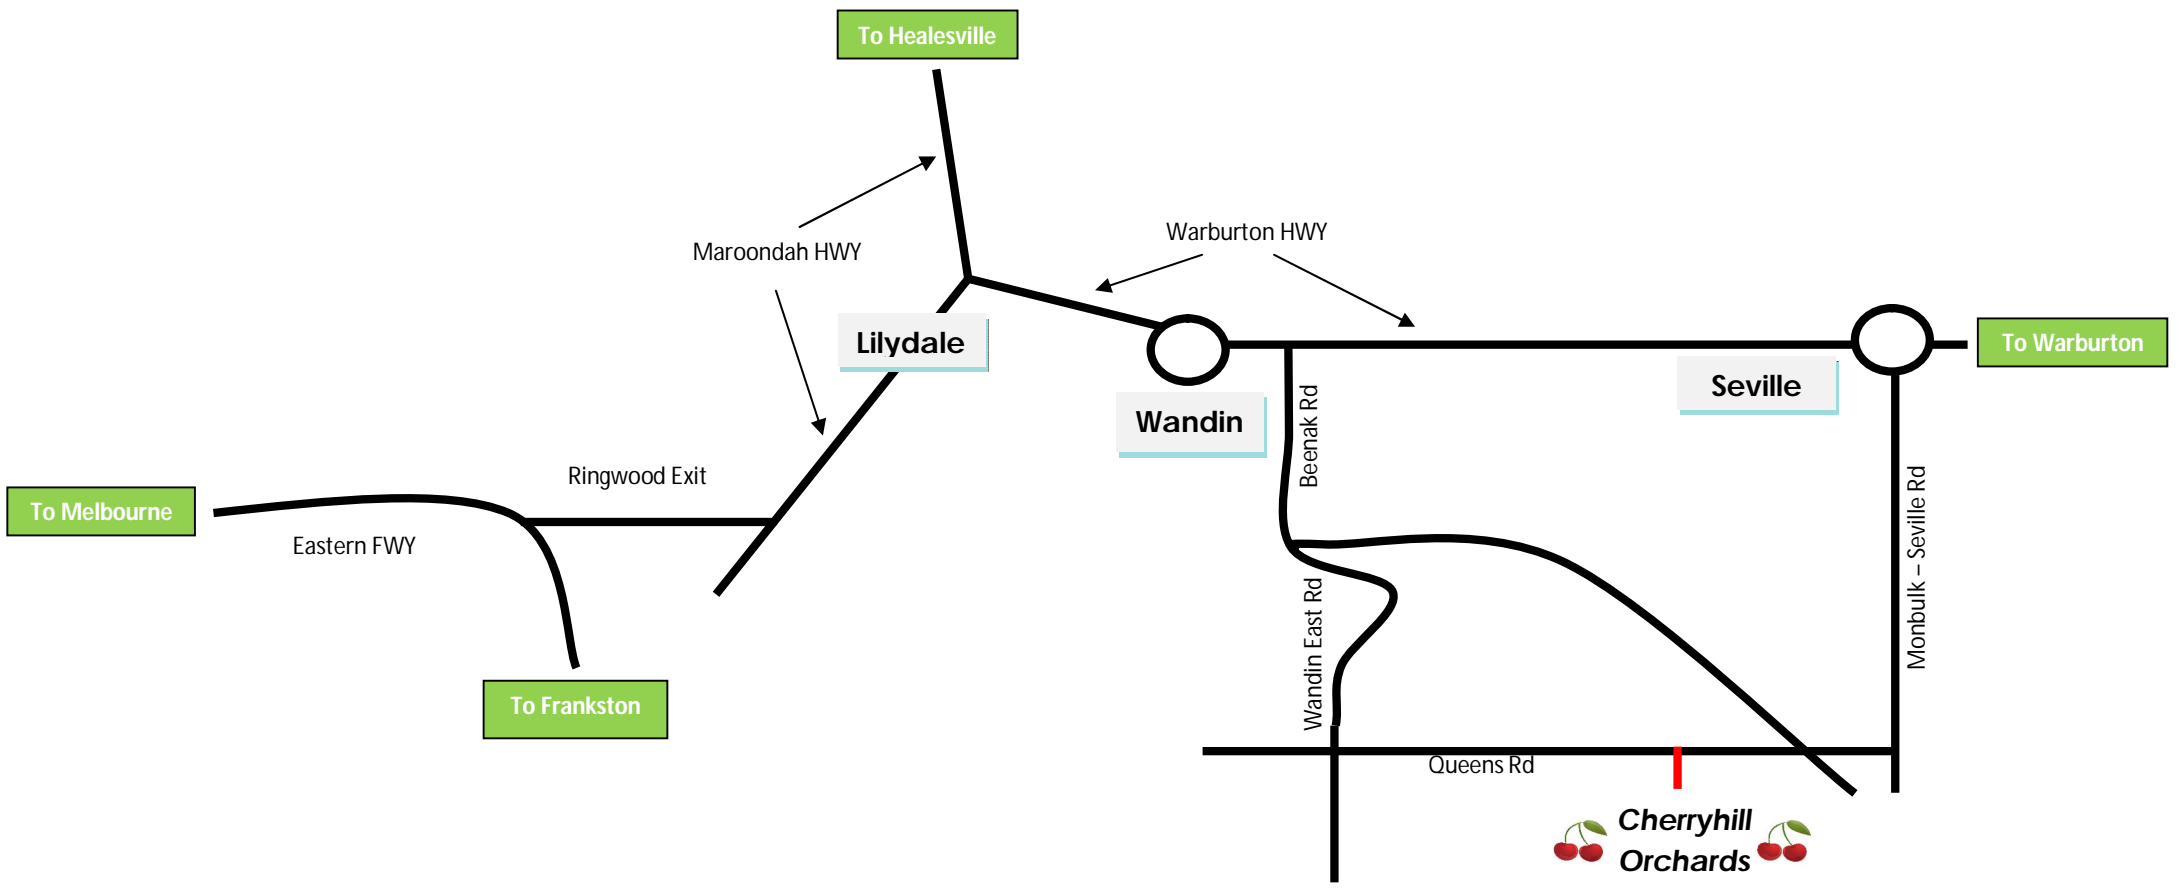 To Healesville
Warburton HWY
Maroondah HWY
Lilydale
To Warburton
Seville
Wandin
Beenak Rd
Ringwood Exit
To Melbourne
Eastern FWY
Monbulk – Seville Rd
Wandin East Rd
To Frankston
Queens Rd
Cherryhill
Orchards